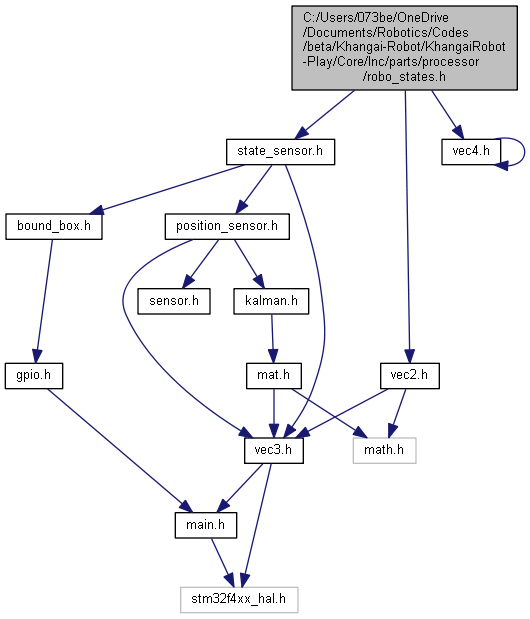 C:/Users/073be/OneDrive
/Documents/Robotics/Codes
/beta/Khangai-Robot/KhangaiRobot
-Play/Core/Inc/parts/processor
/robo_states.h
state_sensor.h
vec4.h
bound_box.h
position_sensor.h
sensor.h
kalman.h
gpio.h
mat.h
vec2.h
vec3.h
math.h
main.h
stm32f4xx_hal.h